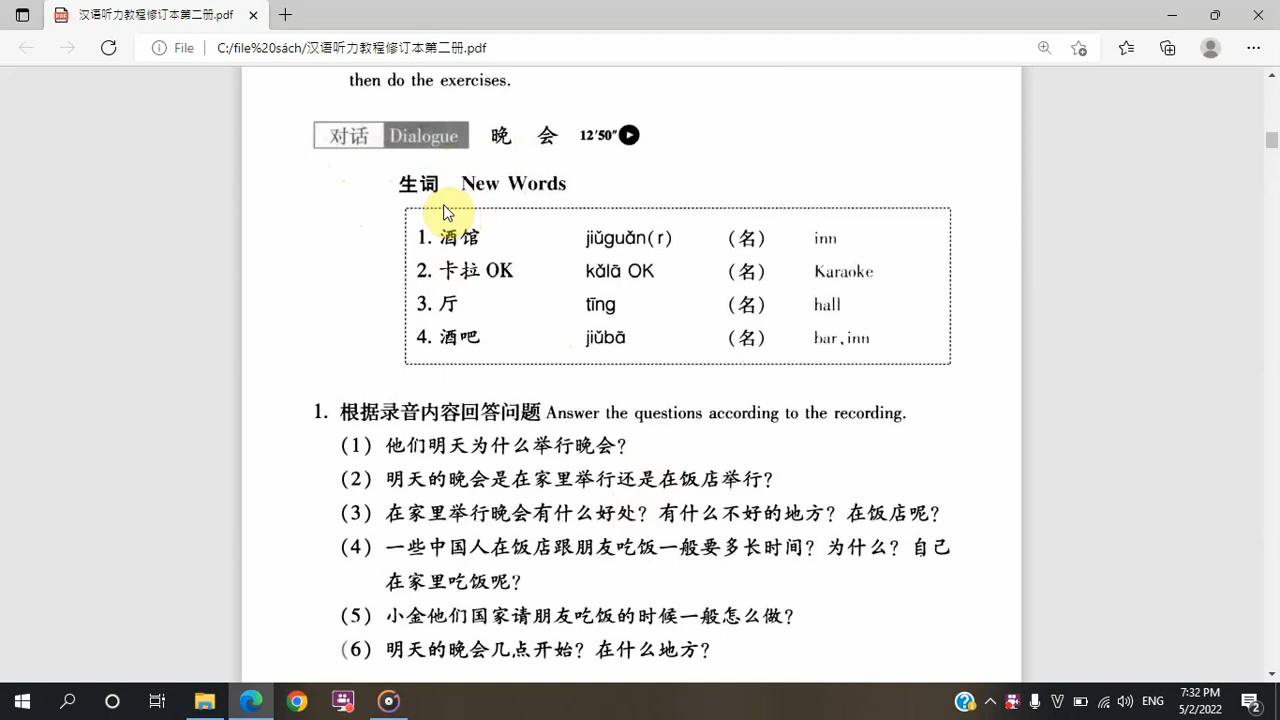 汉语听力教程修订本第二册.pdf
File C:/file%20sách/汉语听力教程修订本第二册.pdf
then do the exercises.
对话 Dialogue 晚 会 12'50"
生词 New Words
1. 酒馆 jiǔguǎn(r) (名) inn
2. 卡拉 OK kǎlā OK (名) Karaoke
3. 厅 tīng (名) hall
4. 酒吧 jiǔbā (名) bar, inn
1. 根据录音内容回答问题 Answer the questions according to the recording.
(1) 他们明天为什么举行晚会?
(2) 明天的晚会是在家里举行还是在饭店举行?
(3) 在家里举行晚会有什么好处? 有什么不好的地方? 在饭店呢?
(4) 一些中国人在饭店跟朋友吃饭一般要多长时间? 为什么? 自己
在家里吃饭呢?
(5) 小金他们国家请朋友吃饭的时候一般怎么做?
(6) 明天的晚会几点开始? 在什么地方?
ENG 7:32 PM
5/2/2022